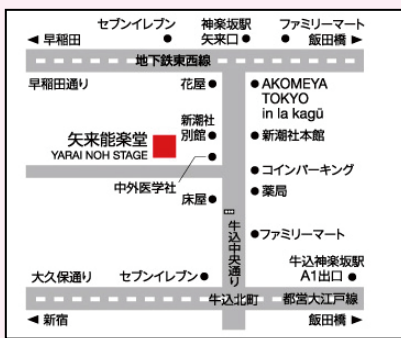 セブンイレブン
神楽坂駅
矢来口
ファミリーマート
◀ 早稲田
飯田橋 ▶
地下鉄東西線
早稲田通り
花屋
AKOMEYA
TOKYO
in la kagū
新潮社
別館
新潮社本館
矢来能楽堂
YARAI NOH STAGE
コインパーキング
中外医学社
薬局
床屋
牛込中央通り
ファミリーマート
牛込神楽坂駅
A1出口
大久保通り
セブンイレブン
牛込北町
都営大江戸線
◀ 新宿
飯田橋 ▶